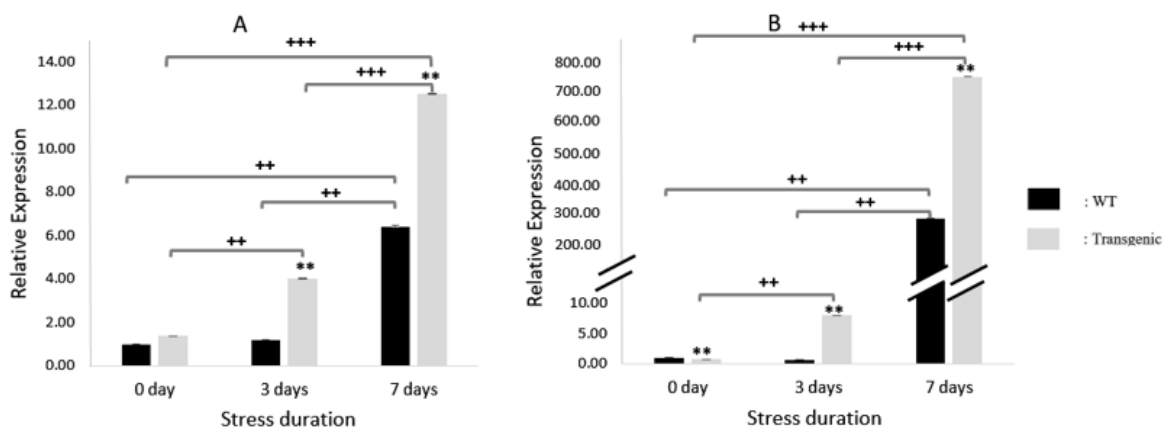 A
Relative Expression
14.00
12.00
10.00
8.00
6.00
4.00
2.00
0.00
+++
+++
**
++
++
++
**
0 day
3 days
7 days
Stress duration
B
Relative Expression
800.00
700.00
600.00
500.00
400.00
300.00
200.00
10.00
5.00
0.00
+++
+++
**
++
++
++
**
**
0 day
3 days
7 days
Stress duration
: WT
: Transgenic